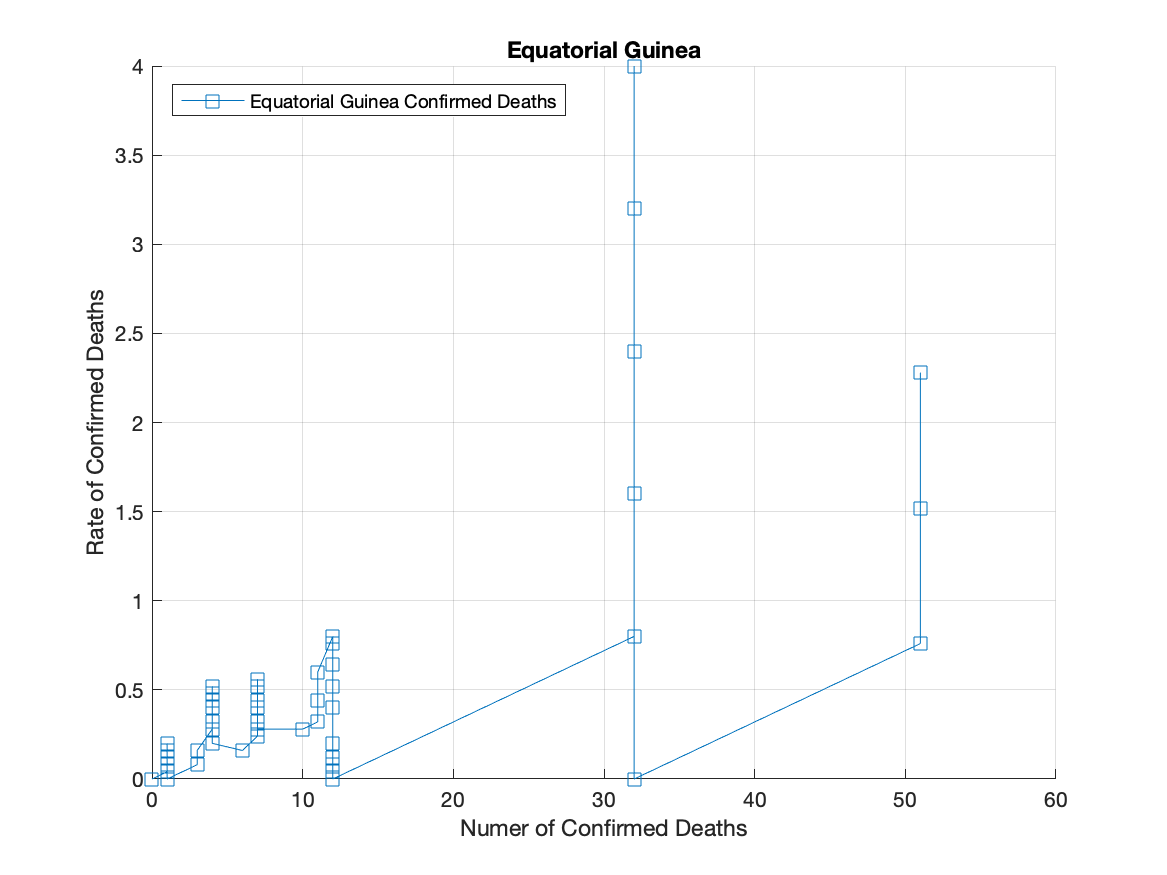 Equatorial Guinea
Equatorial Guinea Confirmed Deaths
4
3.5
3
2.5
2
1.5
1
0.5
0
Rate of Confirmed Deaths
0 10 20 30 40 50 60
Numer of Confirmed Deaths